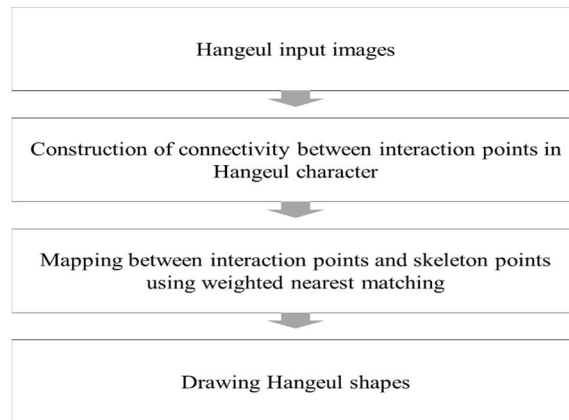 Hangeul input images
Construction of connectivity between interaction points in
Hangeul character
Mapping between interaction points and skeleton points
using weighted nearest matching
Drawing Hangeul shapes